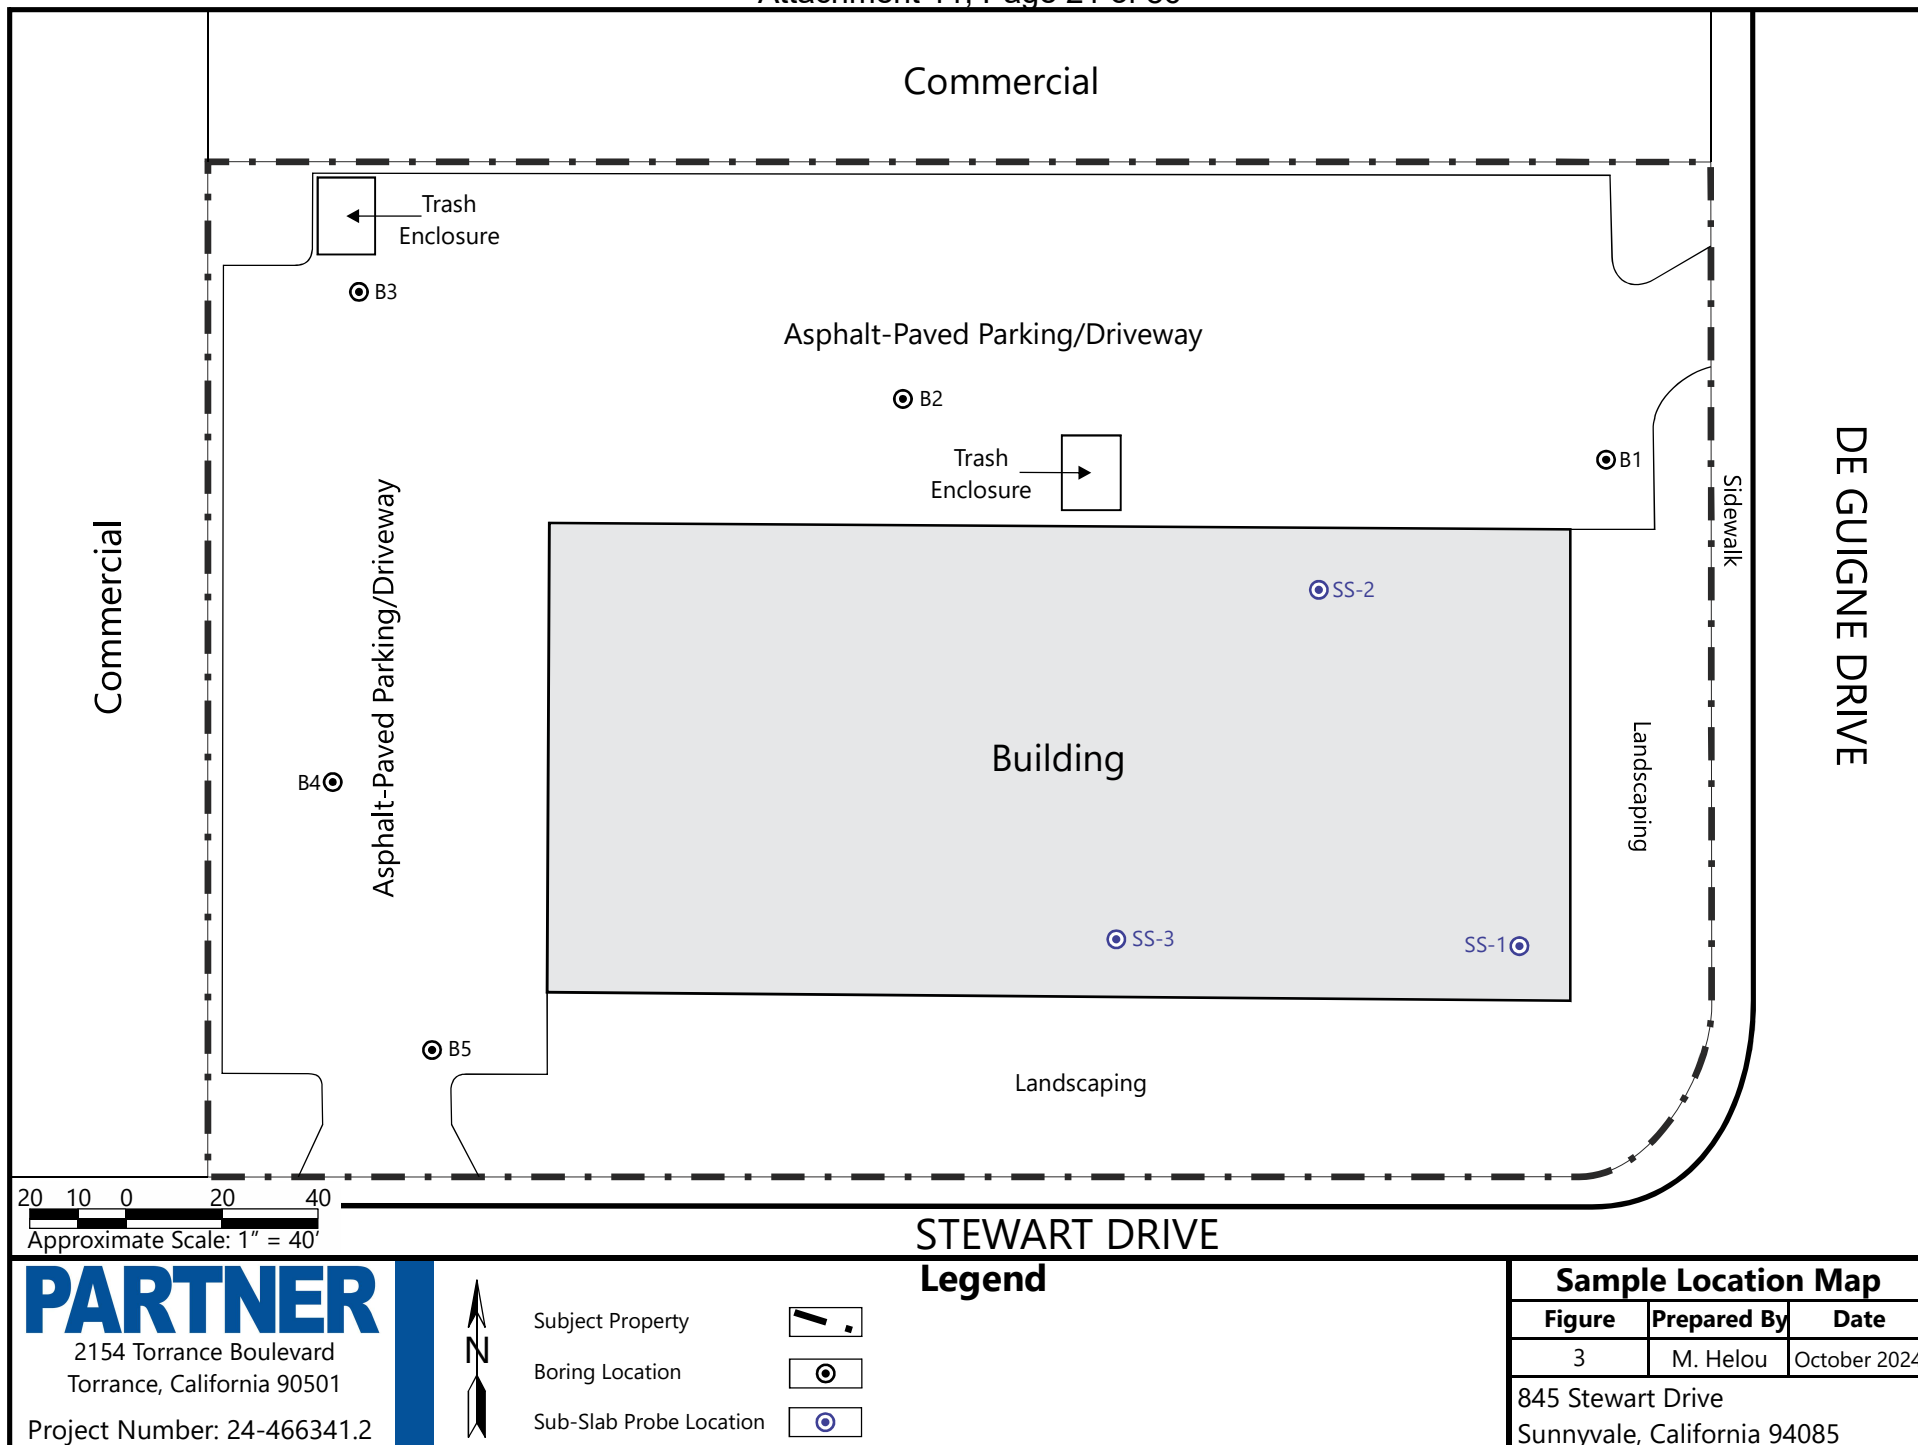 Commercial
Trash
Enclosure
B3
Asphalt-Paved Parking/Driveway
B2
Trash
Enclosure
B1
Sidewalk
DE GUIGNE DRIVE
Commercial
Asphalt-Paved Parking/Driveway
SS-2
Building
Landscaping
B4
SS-3
SS-1
B5
Landscaping
20 10 0 20 40
Approximate Scale: 1” = 40’
STEWART DRIVE
PARTNER
2154 Torrance Boulevard
Torrance, California 90501
Project Number: 24-466341.2
N
Legend
Subject Property
Boring Location
Sub-Slab Probe Location
Sample Location Map
Figure Prepared By Date
3 M. Helou October 2024
845 Stewart Drive
Sunnyvale, California 94085